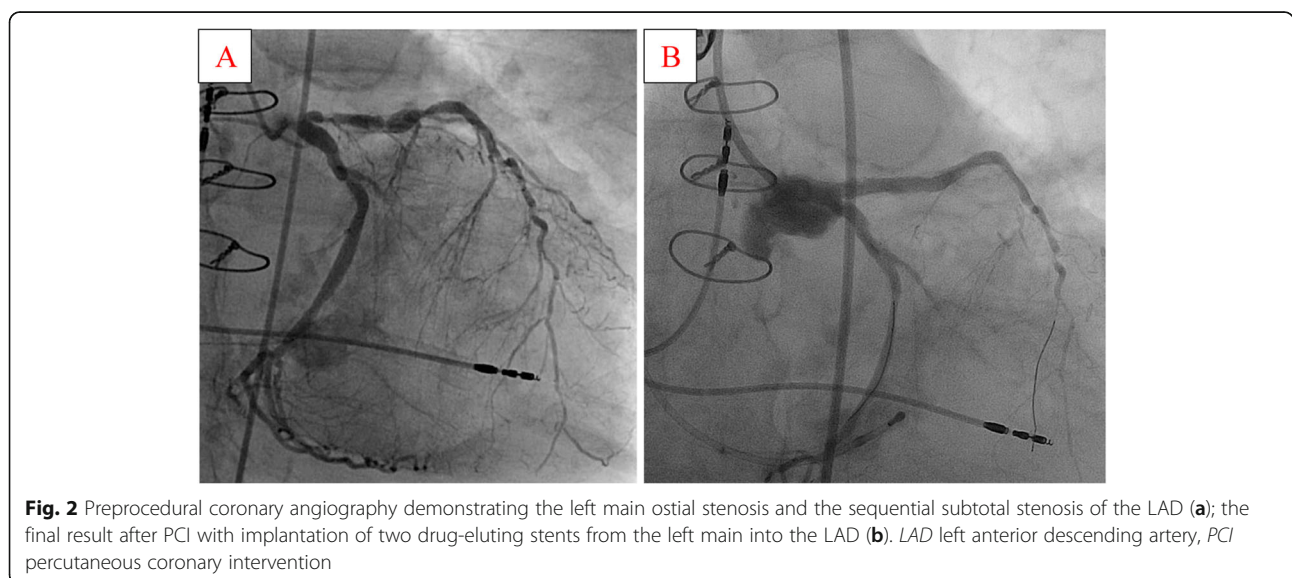 A
B
Fig. 2 Preprocedural coronary angiography demonstrating the left main ostial stenosis and the sequential subtotal stenosis of the LAD (a); the
final result after PCI with implantation of two drug-eluting stents from the left main into the LAD (b). LAD left anterior descending artery, PCI
percutaneous coronary intervention